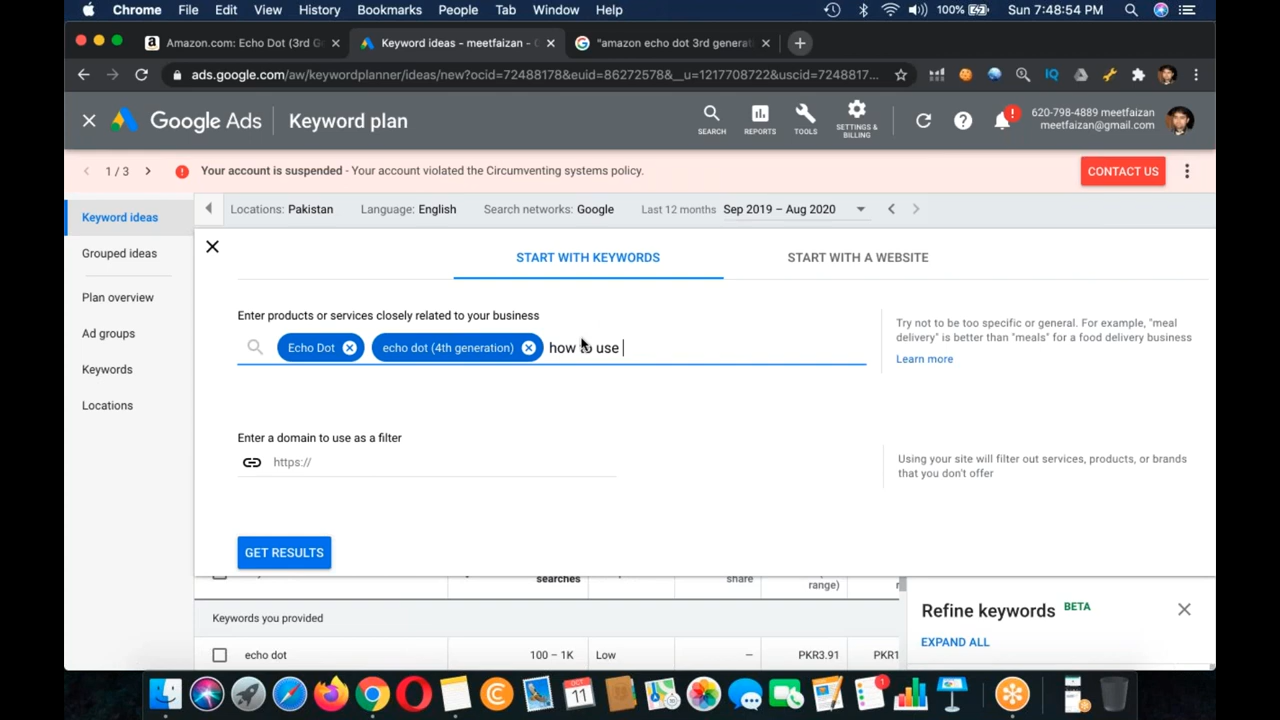 Chrome File Edit View History Bookmarks People Tab Window Help 100% Sun 7:48:54 PM
Amazon.com: Echo Dot (3rd G
Keyword ideas - meetfaizan -
"amazon echo dot 3rd generat
ads.google.com/aw/keywordplanner/ideas/new?ocid=72488178&euid=86272578&__u=1217708722&uscid=7248817...
IQ
Google Ads
Keyword plan
SEARCH
REPORTS
TOOLS
SETTINGS &
BILLING
!
620-798-4889 meetfaizan
meetfaizan@gmail.com
1 / 3
Your account is suspended - Your account violated the Circumventing systems policy.
CONTACT US
Keyword ideas
Grouped ideas
Plan overview
Ad groups
Keywords
Locations
Locations: Pakistan
Language: English
Search networks: Google
Last 12 months Sep 2019 – Aug 2020
START WITH KEYWORDS
START WITH A WEBSITE
Enter products or services closely related to your business
Echo Dot
echo dot (4th generation)
how to use
Try not to be too specific or general. For example, "meal
delivery" is better than "meals" for a food delivery business
Learn more
Enter a domain to use as a filter
https://
Using your site will filter out services, products, or brands
that you don't offer
GET RESULTS
searches
share
range)
Keywords you provided
echo dot
100 – 1K
Low
–
PKR3.91
PKR1
Refine keywords BETA
EXPAND ALL
OCT
11
1